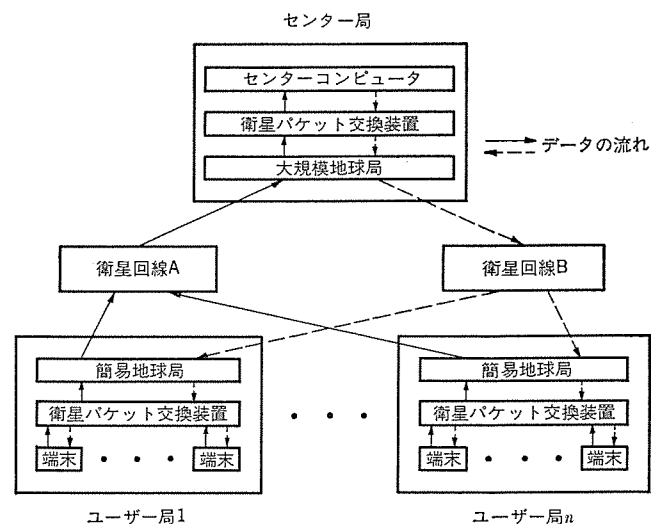 センター局
センターコンピュータ
衛星パケット交換装置
大規模地球局
データの流れ
衛星回線A
衛星回線B
簡易地球局
衛星パケット交換装置
端末
端末
ユーザー局1
簡易地球局
衛星パケット交換装置
端末
端末
ユーザー局n